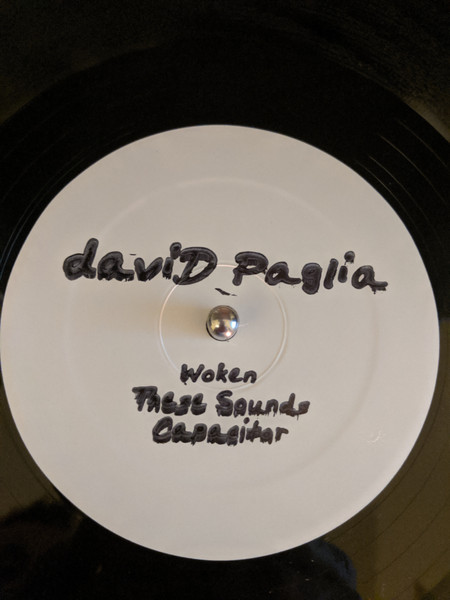 daviD Paglia
Woken
These Sounds
Capacitor